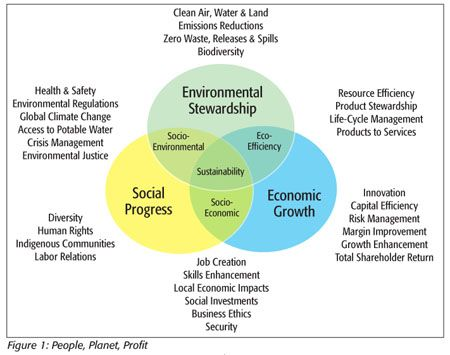 Clean Air, Water & Land
Emissions Reductions
Zero Waste, Releases & Spills
Biodiversity
Environmental
Stewardship
Health & Safety
Environmental Regulations
Global Climate Change
Access to Potable Water
Crisis Management
Environmental Justice
Resource Efficiency
Product Stewardship
Life-Cycle Management
Products to Services
Socio-
Environmental
Eco-
Efficiency
Sustainability
Social
Progress
Socio-
Economic
Economic
Growth
Diversity
Human Rights
Indigenous Communities
Labor Relations
Innovation
Capital Efficiency
Risk Management
Margin Improvement
Growth Enhancement
Total Shareholder Return
Job Creation
Skills Enhancement
Local Economic Impacts
Social Investments
Business Ethics
Security
Figure 1: People, Planet, Profit